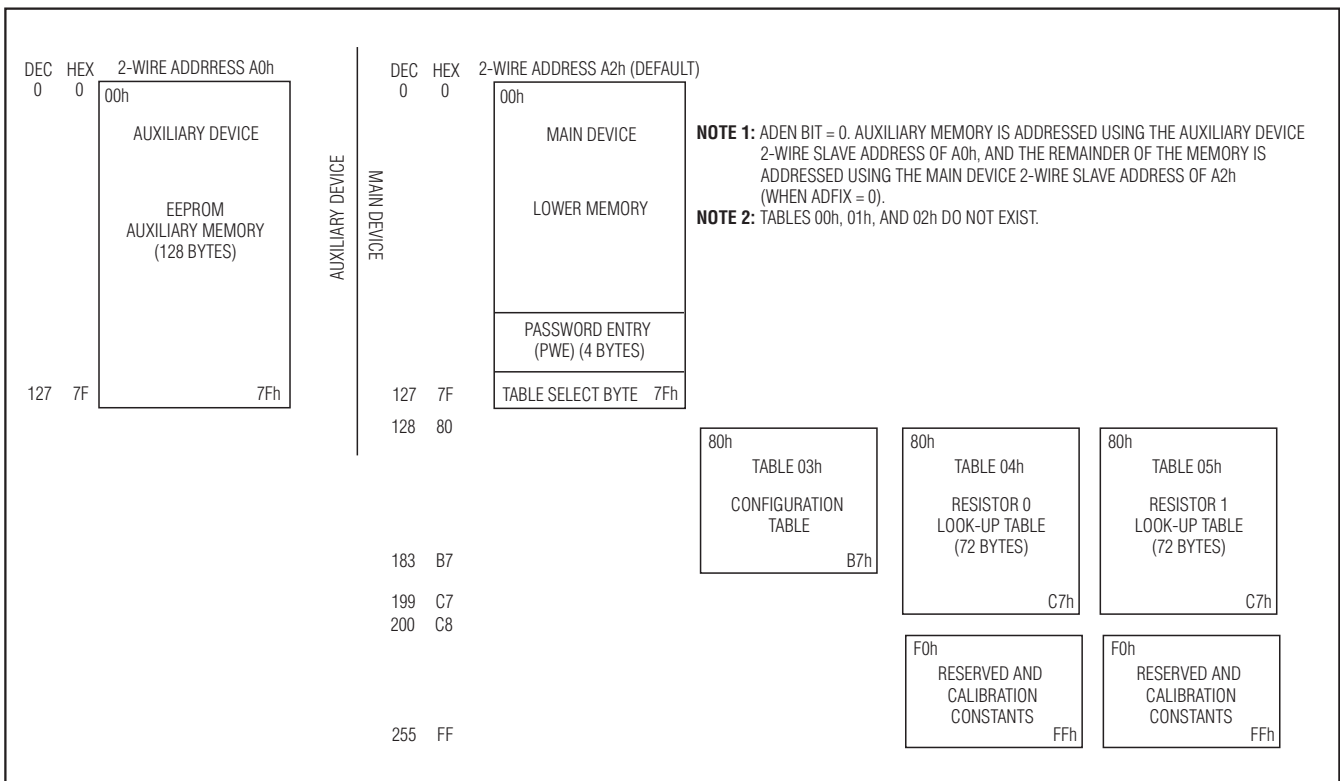 DEC HEX 2-WIRE ADDRRESS A0h
0 0 00h
AUXILIARY DEVICE
EEPROM
AUXILIARY MEMORY
(128 BYTES)
127 7F 7Fh
AUXILIARY DEVICE
MAIN DEVICE
DEC HEX 2-WIRE ADDRESS A2h (DEFAULT)
0 0 00h
MAIN DEVICE
LOWER MEMORY
PASSWORD ENTRY
(PWE) (4 BYTES)
127 7F TABLE SELECT BYTE 7Fh
128 80
183 B7
199 C7
200 C8
255 FF
NOTE 1: ADEN BIT = 0. AUXILIARY MEMORY IS ADDRESSED USING THE AUXILIARY DEVICE
2-WIRE SLAVE ADDRESS OF A0h, AND THE REMAINDER OF THE MEMORY IS
ADDRESSED USING THE MAIN DEVICE 2-WIRE SLAVE ADDRESS OF A2h
(WHEN ADFIX = 0).
NOTE 2: TABLES 00h, 01h, AND 02h DO NOT EXIST.
80h
TABLE 03h
CONFIGURATION
TABLE
B7h
80h
TABLE 04h
RESISTOR 0
LOOK-UP TABLE
(72 BYTES)
C7h
80h
TABLE 05h
RESISTOR 1
LOOK-UP TABLE
(72 BYTES)
C7h
F0h
RESERVED AND
CALIBRATION
CONSTANTS
FFh
F0h
RESERVED AND
CALIBRATION
CONSTANTS
FFh